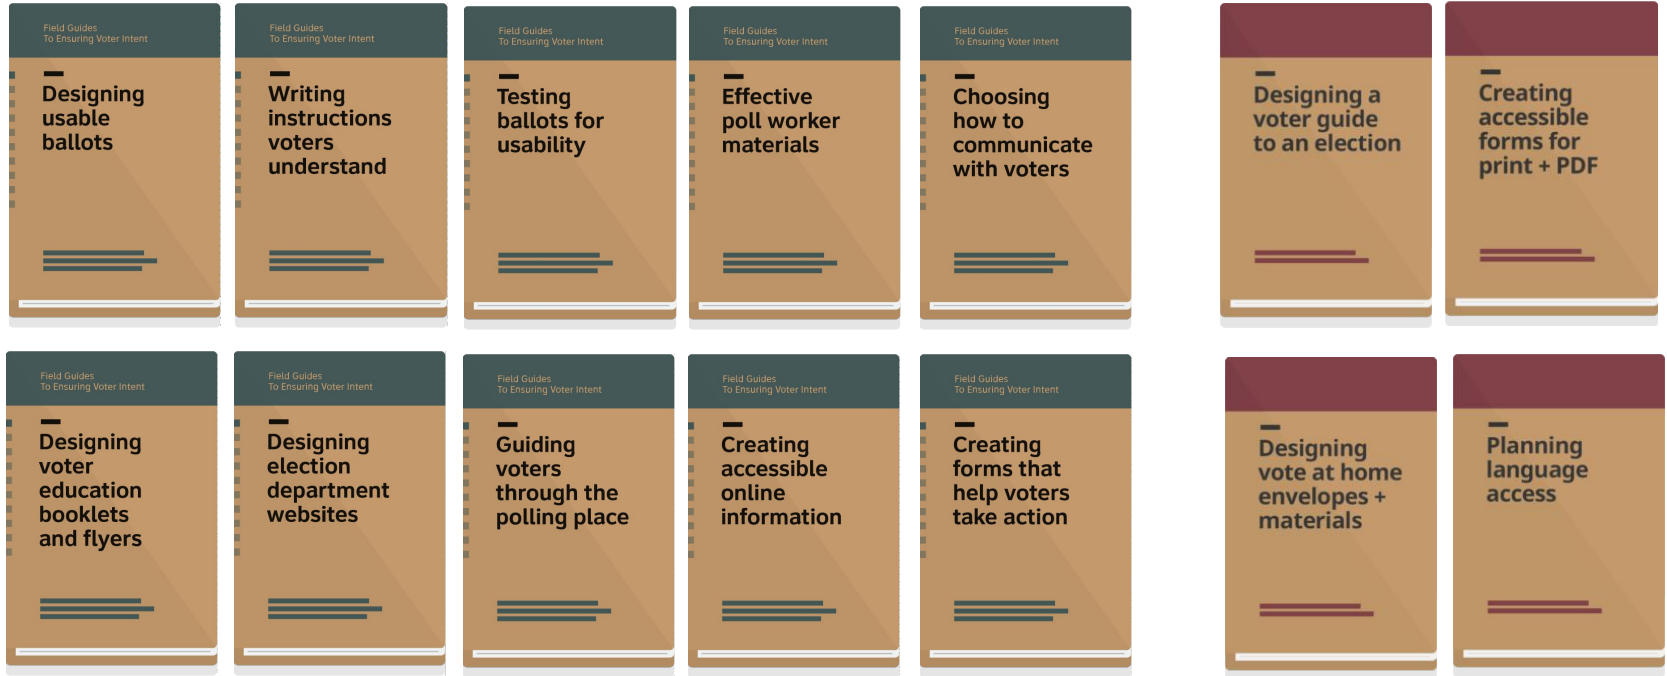 Field Guides
To Ensuring Voter Intent
Designing
usable
ballots
Field Guides
To Ensuring Voter Intent
Writing
instructions
voters
understand
Field Guides
To Ensuring Voter Intent
Testing
ballots for
usability
Field Guides
To Ensuring Voter Intent
Effective
poll worker
materials
Field Guides
To Ensuring Voter Intent
Choosing
how to
communicate
with voters
Designing a
voter guide
to an election
Creating
accessible
forms for
print + PDF
Field Guides
To Ensuring Voter Intent
Designing
voter
education
booklets
and flyers
Field Guides
To Ensuring Voter Intent
Designing
election
department
websites
Field Guides
To Ensuring Voter Intent
Guiding
voters
through the
polling place
Field Guides
To Ensuring Voter Intent
Creating
accessible
online
information
Field Guides
To Ensuring Voter Intent
Creating
forms that
help voters
take action
Designing
vote at home
envelopes +
materials
Planning
language
access